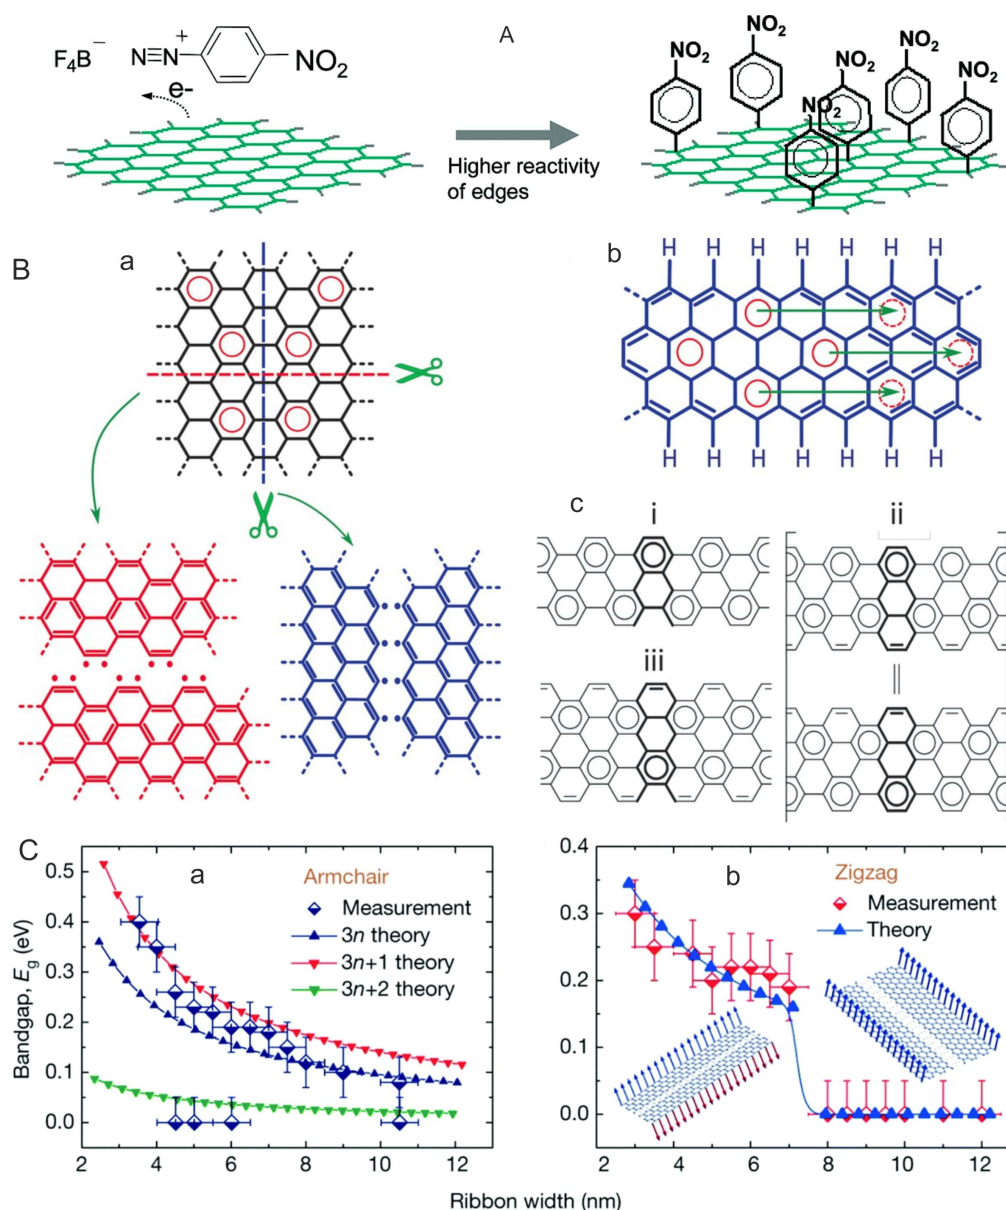 A
F₄B⁻ N≡N⁺ NO₂
e-
Higher reactivity
of edges
NO₂ NO₂ NO₂ NO₂ NO₂ NO₂
B
a
b
H H H H H H H
H H H H H H H
c
i
ii
iii
C
a
Armchair
Measurement
3n theory
3n+1 theory
3n+2 theory
Bandgap, Eg (eV)
0.5
0.4
0.3
0.2
0.1
0.0
2 4 6 8 10 12
b
Zigzag
Measurement
Theory
0.4
0.3
0.2
0.1
0.0
2 4 6 8 10 12
Ribbon width (nm)